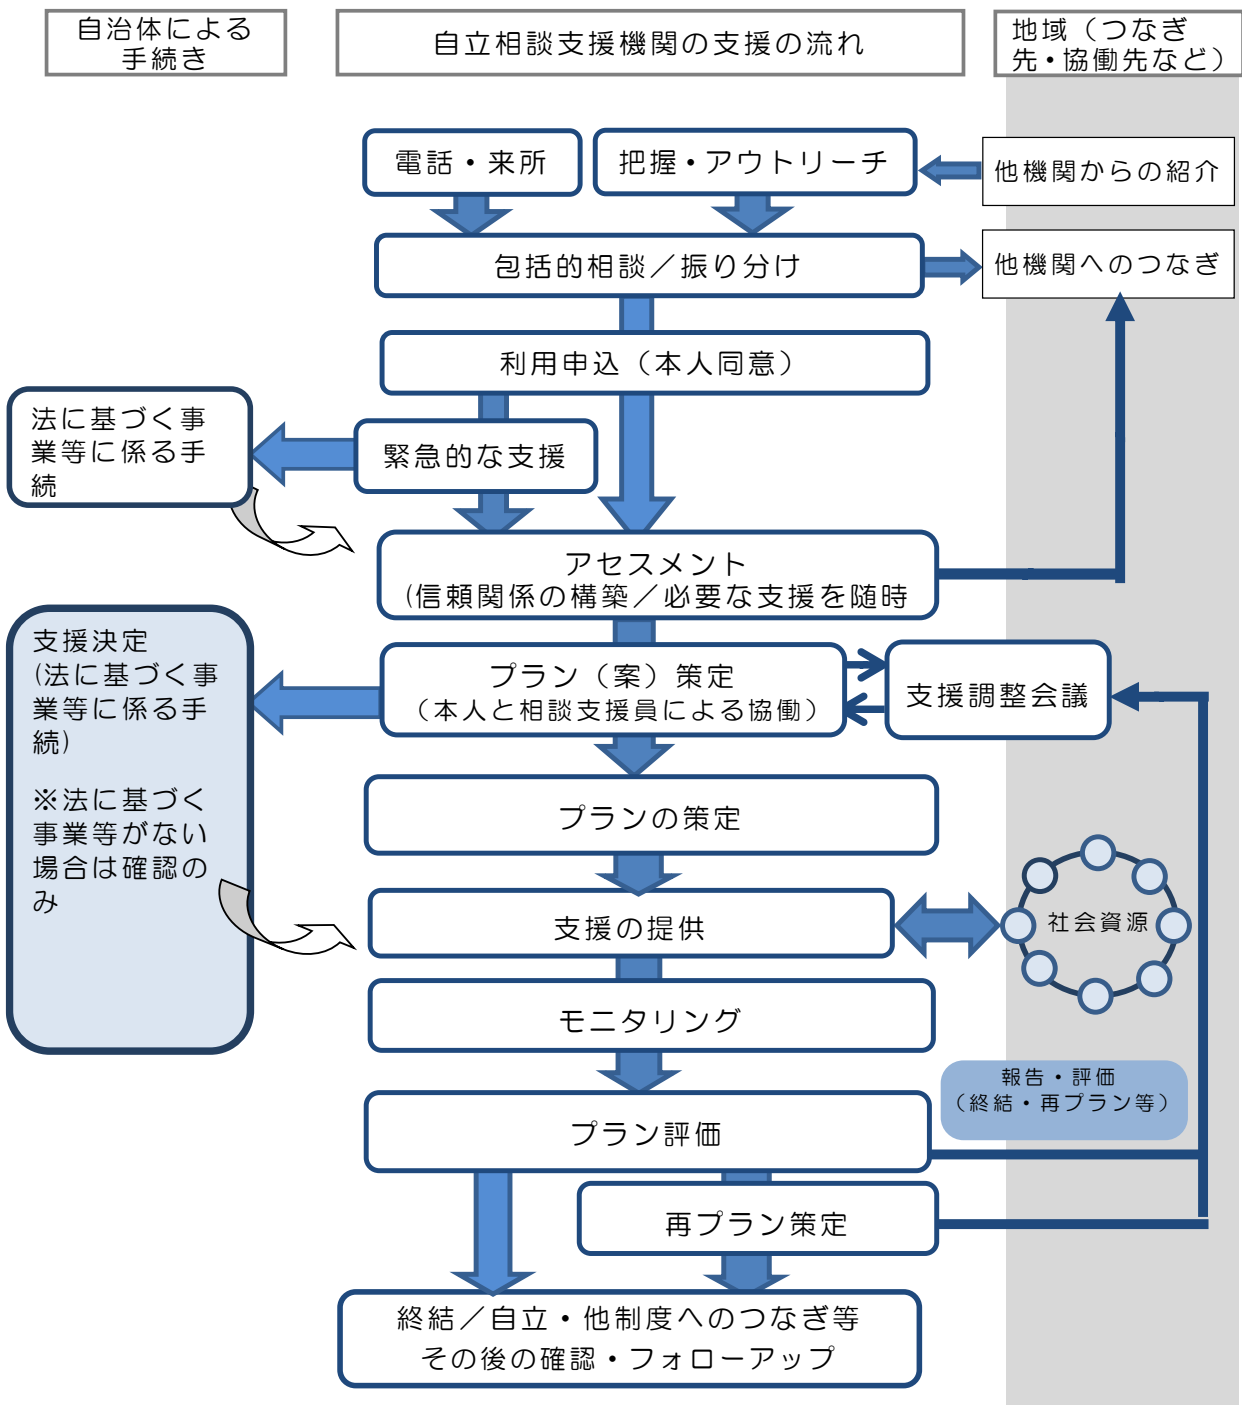 自治体による
手続き
自立相談支援機関の支援の流れ
地域（つなぎ
先・協働先など）
電話・来所
把握・アウトリーチ
他機関からの紹介
包括的相談／振り分け
他機関へのつなぎ
利用申込（本人同意）
法に基づく事
業等に係る手
続
緊急的な支援
アセスメント
(信頼関係の構築／必要な支援を随時
支援決定
(法に基づく事
業等に係る手
続)
※法に基づく
事業等がない
場合は確認の
み
プラン（案）策定
（本人と相談支援員による協働）
支援調整会議
プランの策定
支援の提供
社会資源
モニタリング
報告・評価
（終結・再プラン等）
プラン評価
再プラン策定
終結／自立・他制度へのつなぎ等
その後の確認・フォローアップ